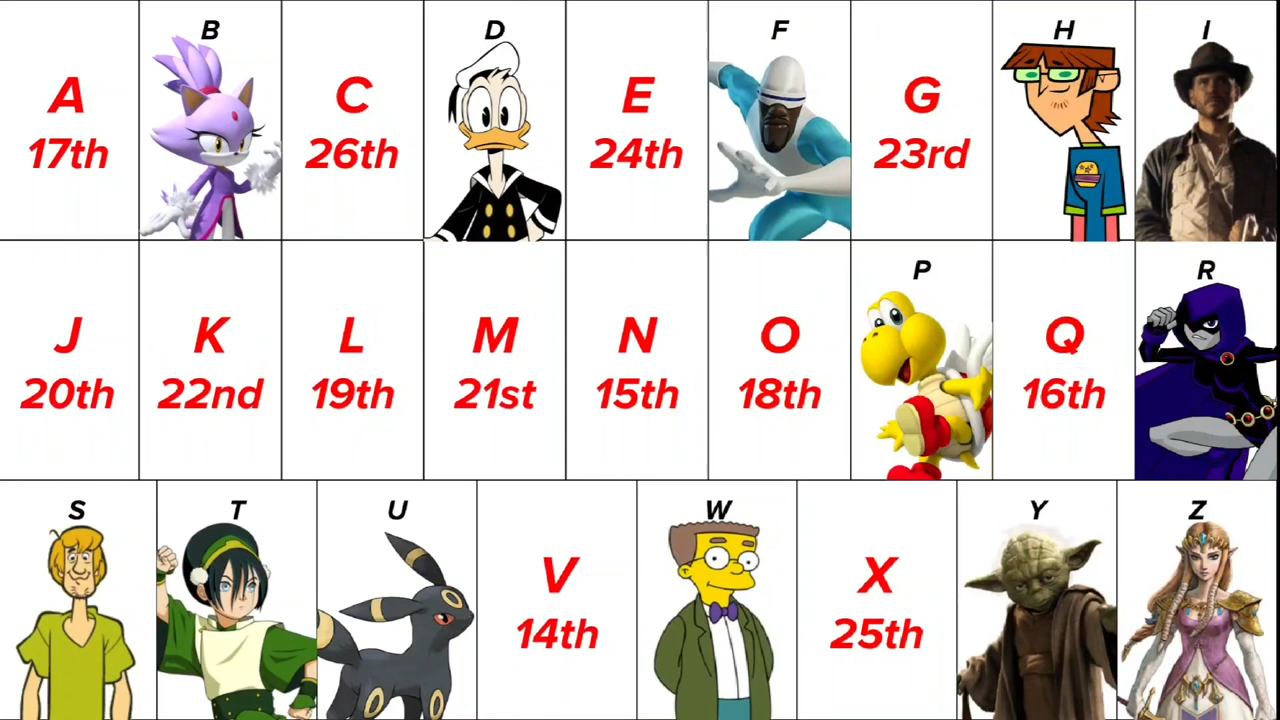 A
17th
B
C
26th
D
E
24th
F
G
23rd
H
I
J
20th
K
22nd
L
19th
M
21st
N
15th
O
18th
P
Q
16th
R
S
T
U
V
14th
W
X
25th
Y
Z